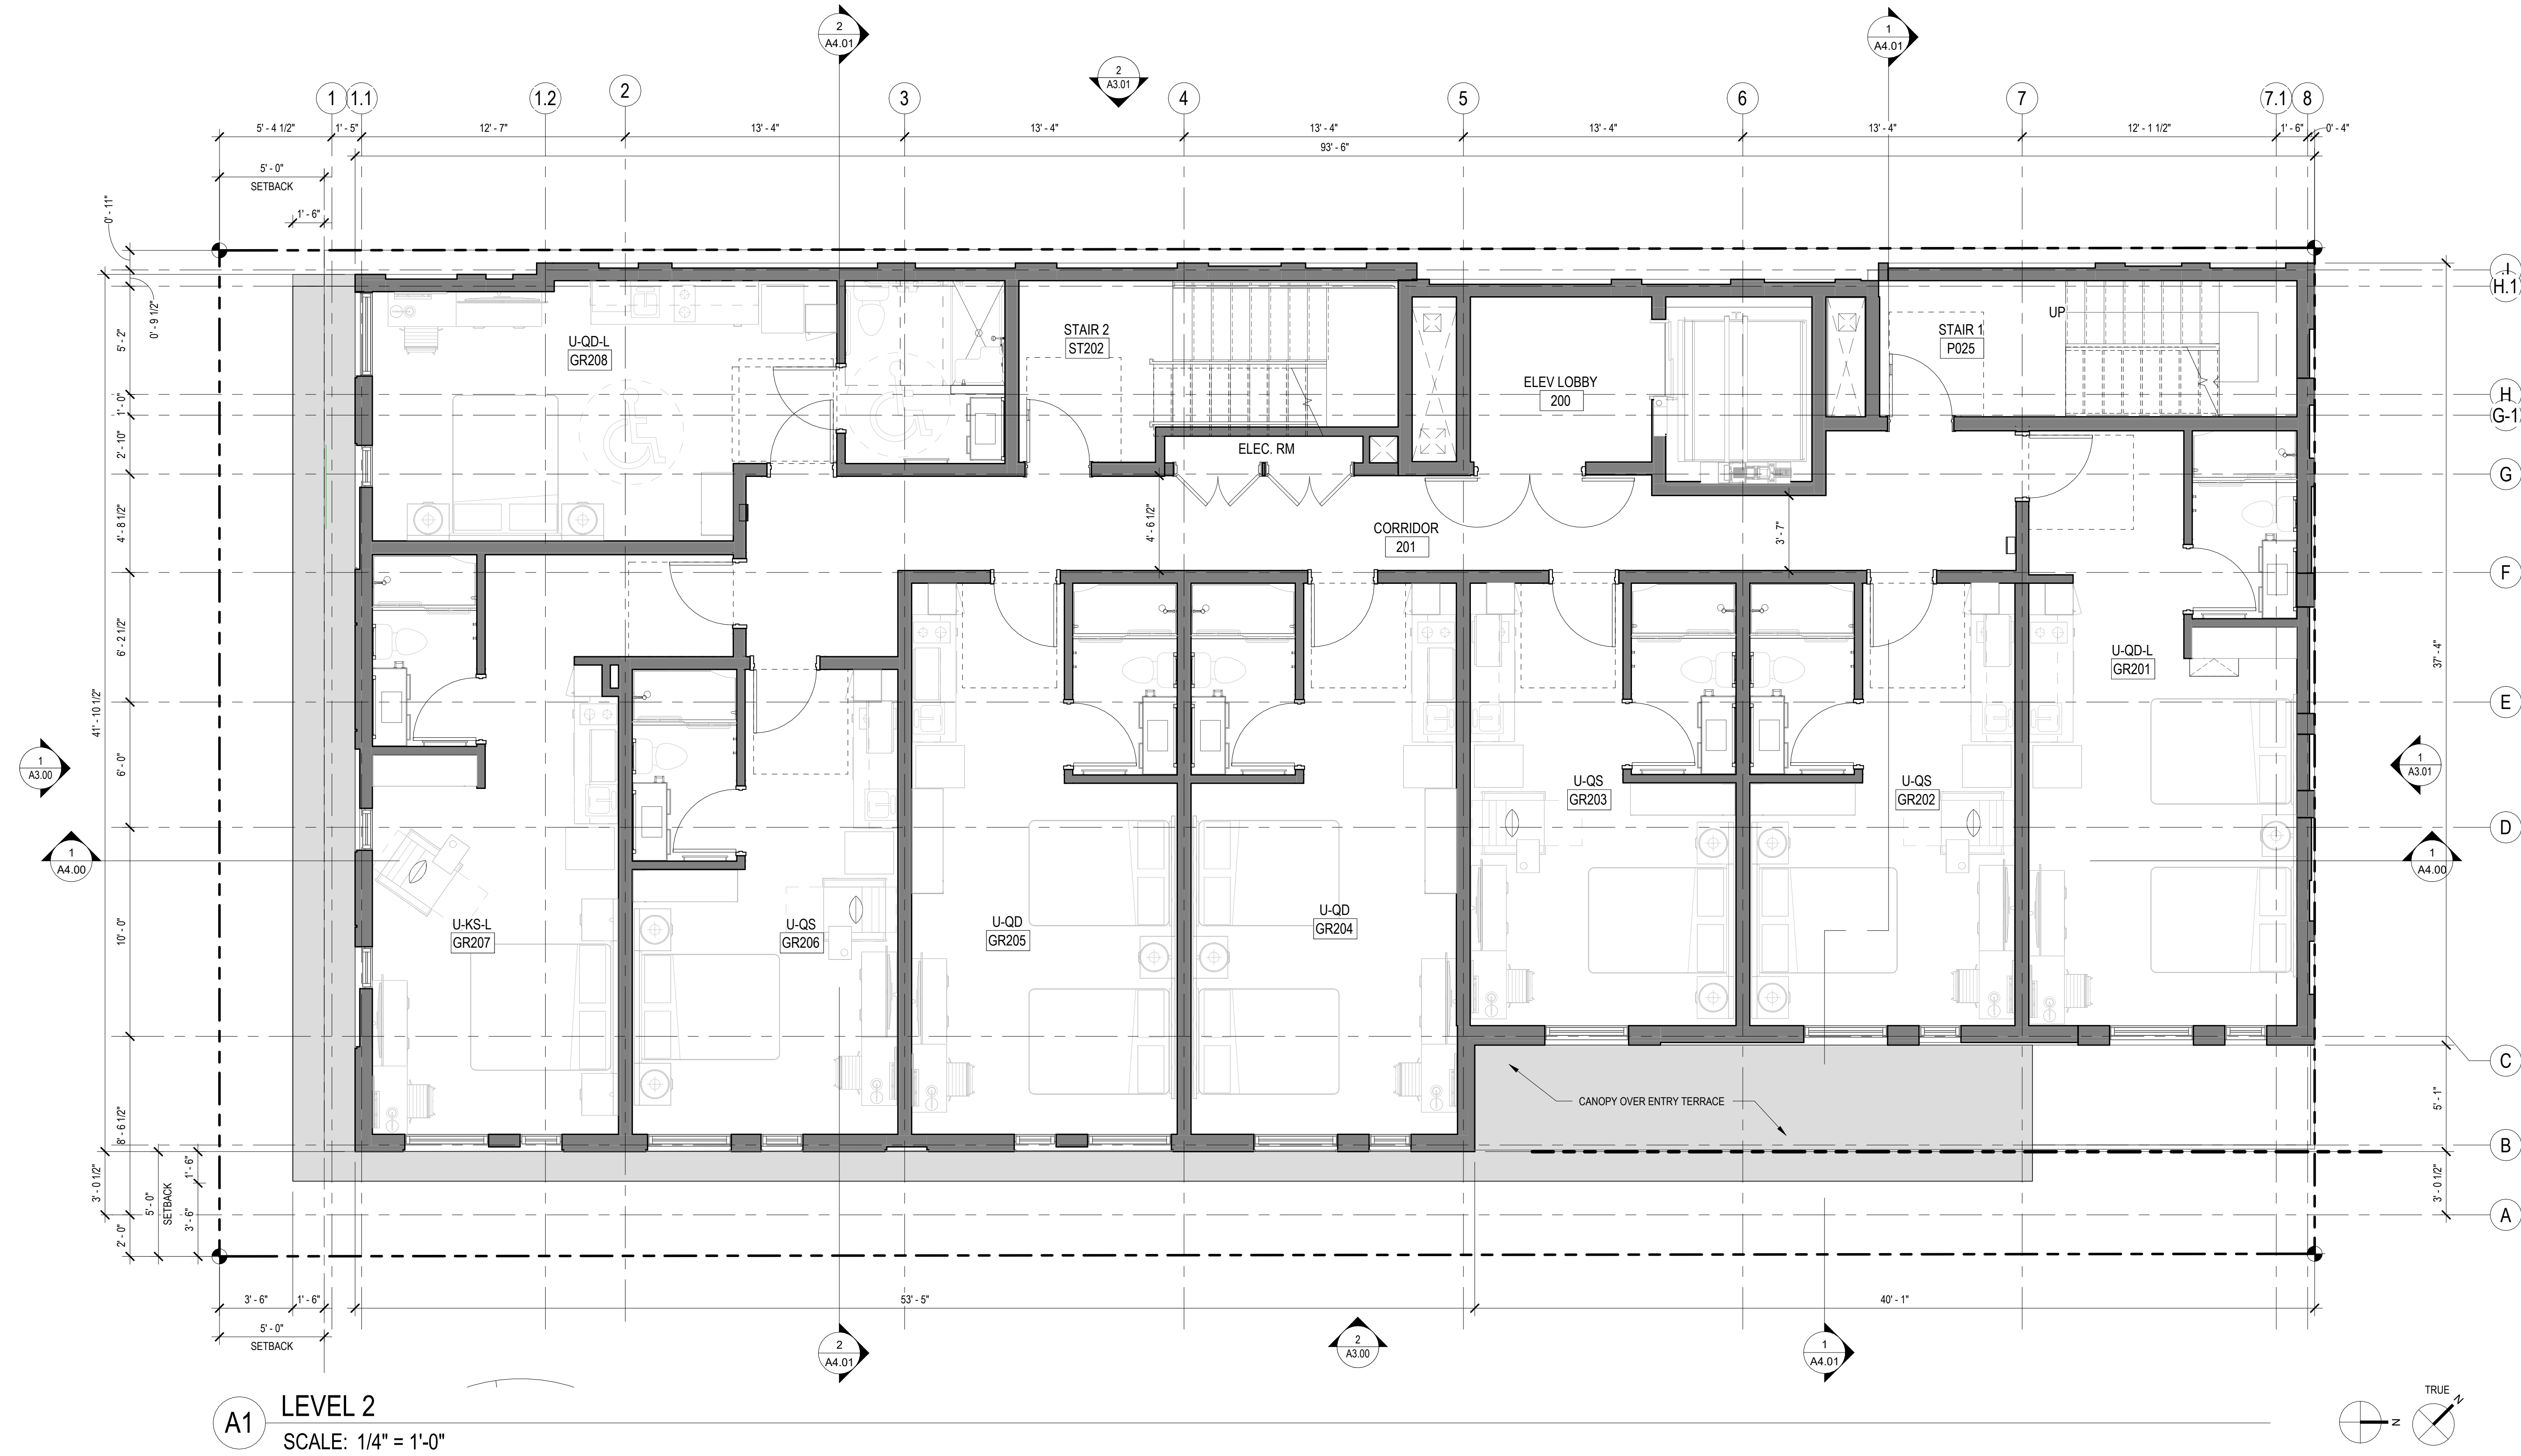 2
A4.01
1
A4.01
2
A3.01
1
1.1
1.2
2
3
4
5
6
7
7.1
8
5' - 4 1/2"
1' - 5"
12' - 7"
13' - 4"
13' - 4"
13' - 4"
13' - 4"
13' - 4"
12' - 1 1/2"
1' - 6"
0' - 4"
93' - 6"
5' - 0"
SETBACK
1' - 6"
0' - 11"
0' - 9 1/2"
5' - 2"
1' - 0"
2' - 10"
4' - 8 1/2"
6' - 2 1/2"
6' - 0"
10' - 0"
8' - 6 1/2"
2' - 0"
41' - 10 1/2"
3' - 0 1/2"
5' - 0"
SETBACK
1' - 6"
3' - 6"
I
H.1
H
G-1
G
F
E
D
C
B
A
37' - 4"
5' - 1"
3' - 0 1/2"
U-QD-L
GR208
STAIR 2
ST202
ELEC. RM
ELEV LOBBY
200
STAIR 1
P025
UP
CORRIDOR
201
4' - 6 1/2"
3' - 7"
U-QD-L
GR201
U-QS
GR203
U-QS
GR202
U-KS-L
GR207
U-QS
GR206
U-QD
GR205
U-QD
GR204
CANOPY OVER ENTRY TERRACE
1
A3.00
1
A4.00
1
A3.01
1
A4.00
3' - 6"
1' - 6"
53' - 5"
40' - 1"
5' - 0"
SETBACK
2
A4.01
2
A3.00
1
A4.01
A1
LEVEL 2
SCALE: 1/4" = 1'-0"
N
TRUE
N